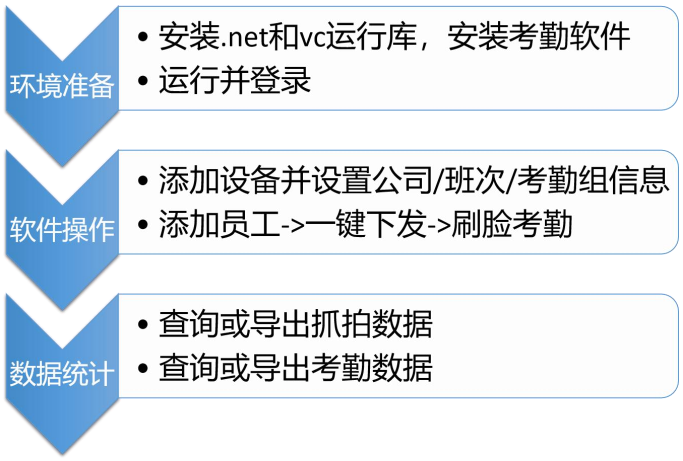 环境准备
• 安装.net和vc运行库，安装考勤软件
• 运行并登录
软件操作
• 添加设备并设置公司/班次/考勤组信息
• 添加员工->一键下发->刷脸考勤
数据统计
• 查询或导出抓拍数据
• 查询或导出考勤数据